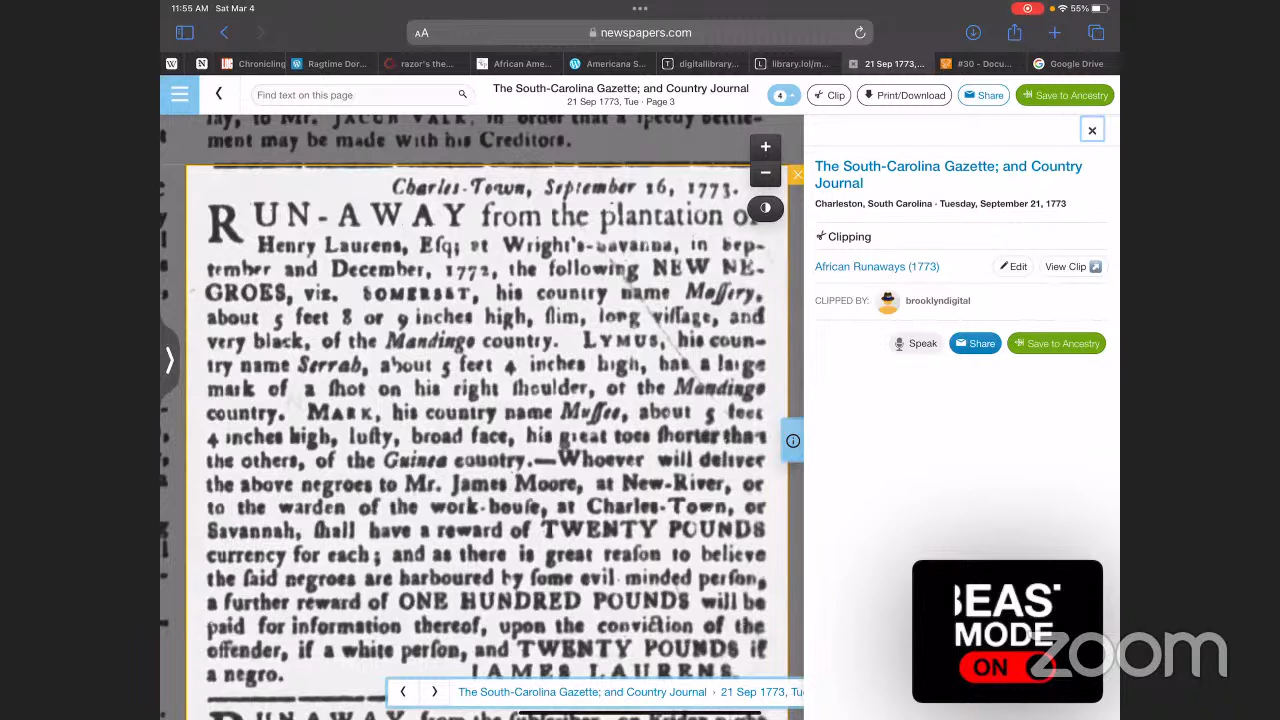 11:55 AM Sat Mar 4
55%
AA newspapers.com
Chronicling
Ragtime Dor...
razor's the...
African Ame...
Americana S...
digitallibrary...
library.lol/m...
21 Sep 1773,...
#30 - Docu...
Google Drive
Find text on this page
The South-Carolina Gazette; and Country Journal
21 Sep 1773, Tue · Page 3
4
Clip
Print/Download
Share
Save to Ancestry
lay, to Mr. JACOB VALK, in order that a speedy settle-
ment may be made with his Creditors.
Charles-Town, September 16, 1773.
RUN-AWAY from the plantation of
Henry Laurens, Esq; at Wright's-savanna, in Sep-
tember and December, 1772, the following NEW NE-
GROES, viz. SOMERSET, his country name Massery,
about 5 feet 8 or 9 inches high, slim, long vissage, and
very black, of the Mandingo country. LYMUS, his coun-
try name Serrab, about 5 feet 4 inches high, has a large
mark of a shot on his right shoulder, of the Mandingo
country. MARK, his country name Mussee, about 5 feet
4 inches high, lusty, broad face, his great toes shorter than
the others, of the Guinea country.—Whoever will deliver
the above negroes to Mr. James Moore, at New-River, or
to the warden of the work-house, at Charles-Town, or
Savannah, shall have a reward of TWENTY POUNDS
currency for each; and as there is great reason to believe
the said negroes are harboured by some evil minded person,
a further reward of ONE HUNDRED POUNDS will be
paid for information thereof, upon the conviction of the
offender, if a white person, and TWENTY POUNDS if
a negro. JAMES LAURENS.
RUN-AWAY from the subscriber, on Friday night
The South-Carolina Gazette; and Country Journal › 21 Sep 1773, Tu
The South-Carolina Gazette; and Country
Journal
Charleston, South Carolina · Tuesday, September 21, 1773
Clipping
African Runaways (1773)
Edit
View Clip
CLIPPED BY: brooklyndigital
Speak
Share
Save to Ancestry
BEAST
MODE
ON
zoom